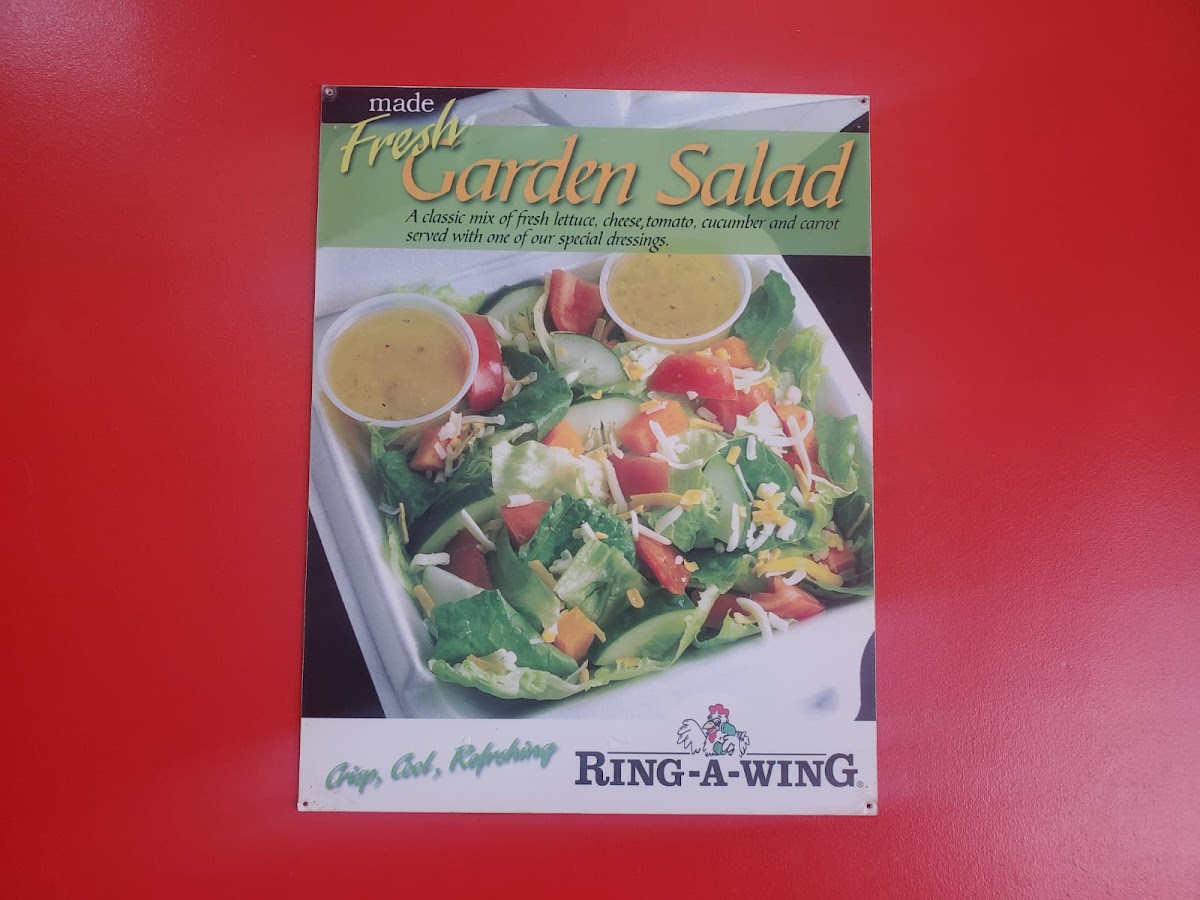 made
Fresh
Garden Salad
A classic mix of fresh lettuce, cheese, tomato, cucumber and carrot
served with one of our special dressings.
Crisp, Cool, Refreshing
RING-A-WING®